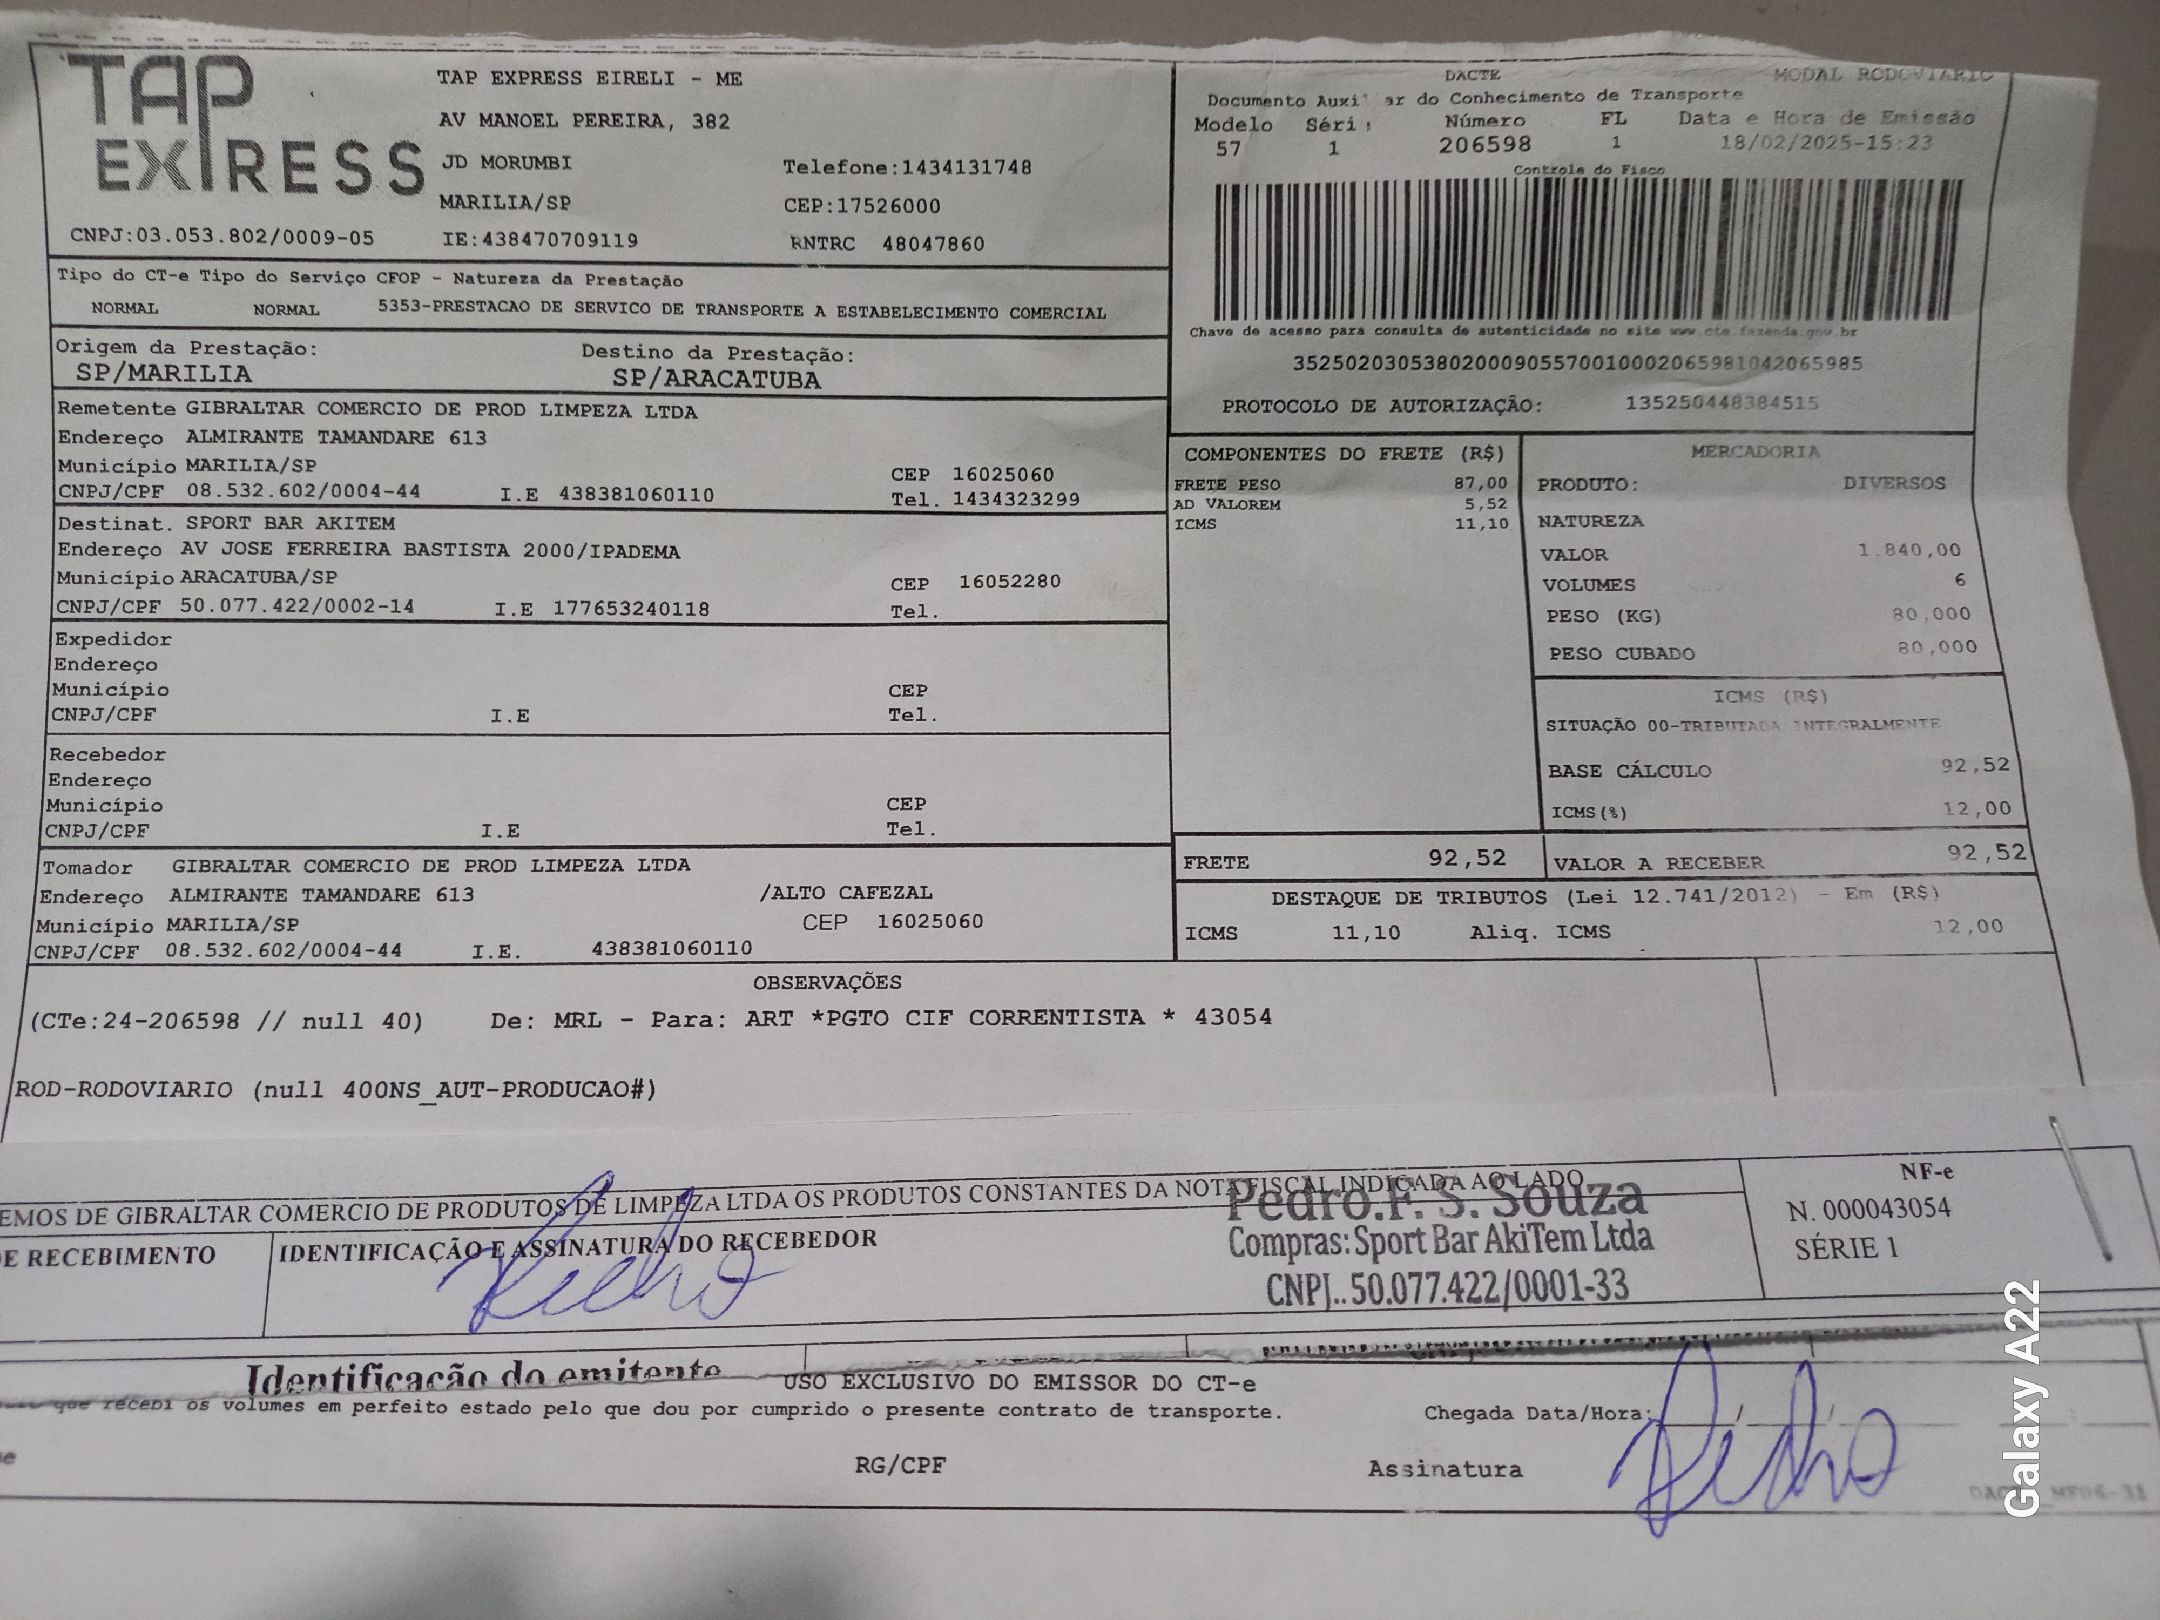 TAP
EXPRESS
TAP EXPRESS EIRELI - ME
AV MANOEL PEREIRA, 382
JD MORUMBI
Telefone:1434131748
MARILIA/SP
CEP:17526000
CNPJ:03.053.802/0009-05
IE:438470709119
RNTRC 48047860
DACTE
MODAL RODOVIARIO
Documento Auxi ar do Conhecimento de Transporte
Modelo Séri Número FL Data e Hora de Emissão
57 1 206598 1 18/02/2025-15:23
Controle do Fisco
Chave de acesso para consulta de autenticidade no site www.cte.fazenda.gov.br
35250203053802000905570010002065981042065985
PROTOCOLO DE AUTORIZAÇÃO: 135250448384515
Tipo do CT-e Tipo do Serviço CFOP - Natureza da Prestação
NORMAL NORMAL 5353-PRESTACAO DE SERVICO DE TRANSPORTE A ESTABELECIMENTO COMERCIAL
Origem da Prestação: Destino da Prestação:
SP/MARILIA SP/ARACATUBA
Remetente GIBRALTAR COMERCIO DE PROD LIMPEZA LTDA
Endereço ALMIRANTE TAMANDARE 613
Município MARILIA/SP CEP 16025060
CNPJ/CPF 08.532.602/0004-44 I.E 438381060110 Tel. 1434323299
Destinat. SPORT BAR AKITEM
Endereço AV JOSE FERREIRA BASTISTA 2000/IPADEMA
Município ARACATUBA/SP CEP 16052280
CNPJ/CPF 50.077.422/0002-14 I.E 177653240118 Tel.
Expedidor
Endereço
Município CEP
CNPJ/CPF I.E Tel.
Recebedor
Endereço
Município CEP
CNPJ/CPF I.E Tel.
Tomador GIBRALTAR COMERCIO DE PROD LIMPEZA LTDA
Endereço ALMIRANTE TAMANDARE 613 /ALTO CAFEZAL
Município MARILIA/SP CEP 16025060
CNPJ/CPF 08.532.602/0004-44 I.E. 438381060110
COMPONENTES DO FRETE (R$)
FRETE PESO 87,00
AD VALOREM 5,52
ICMS 11,10
MERCADORIA
PRODUTO: DIVERSOS
NATUREZA
VALOR 1.840,00
VOLUMES 6
PESO (KG) 80,000
PESO CUBADO 80,000
ICMS (R$)
SITUAÇÃO 00-TRIBUTADA INTEGRALMENTE
BASE CÁLCULO 92,52
ICMS(%) 12,00
FRETE 92,52 VALOR A RECEBER 92,52
DESTAQUE DE TRIBUTOS (Lei 12.741/2012) - Em (R$)
ICMS 11,10 Aliq. ICMS 12,00
OBSERVAÇÕES
(CTe:24-206598 // null 40) De: MRL - Para: ART *PGTO CIF CORRENTISTA * 43054
ROD-RODOVIARIO (null 400NS_AUT-PRODUCAO#)
EMOS DE GIBRALTAR COMERCIO DE PRODUTOS DE LIMPEZA LTDA OS PRODUTOS CONSTANTES DA NOTA FISCAL INDICADA AO LADO
E RECEBIMENTO
IDENTIFICAÇÃO E ASSINATURA DO RECEBEDOR
Pedro
Pedro.F. S. Souza
Compras: Sport Bar AkiTem Ltda
CNPJ..50.077.422/0001-33
NF-e
N. 000043054
SÉRIE 1
Identificação do emitente
USO EXCLUSIVO DO EMISSOR DO CT-e
que recebi os volumes em perfeito estado pelo que dou por cumprido o presente contrato de transporte.
Chegada Data/Hora: / /
RG/CPF
Assinatura
Pedro
Galaxy A22